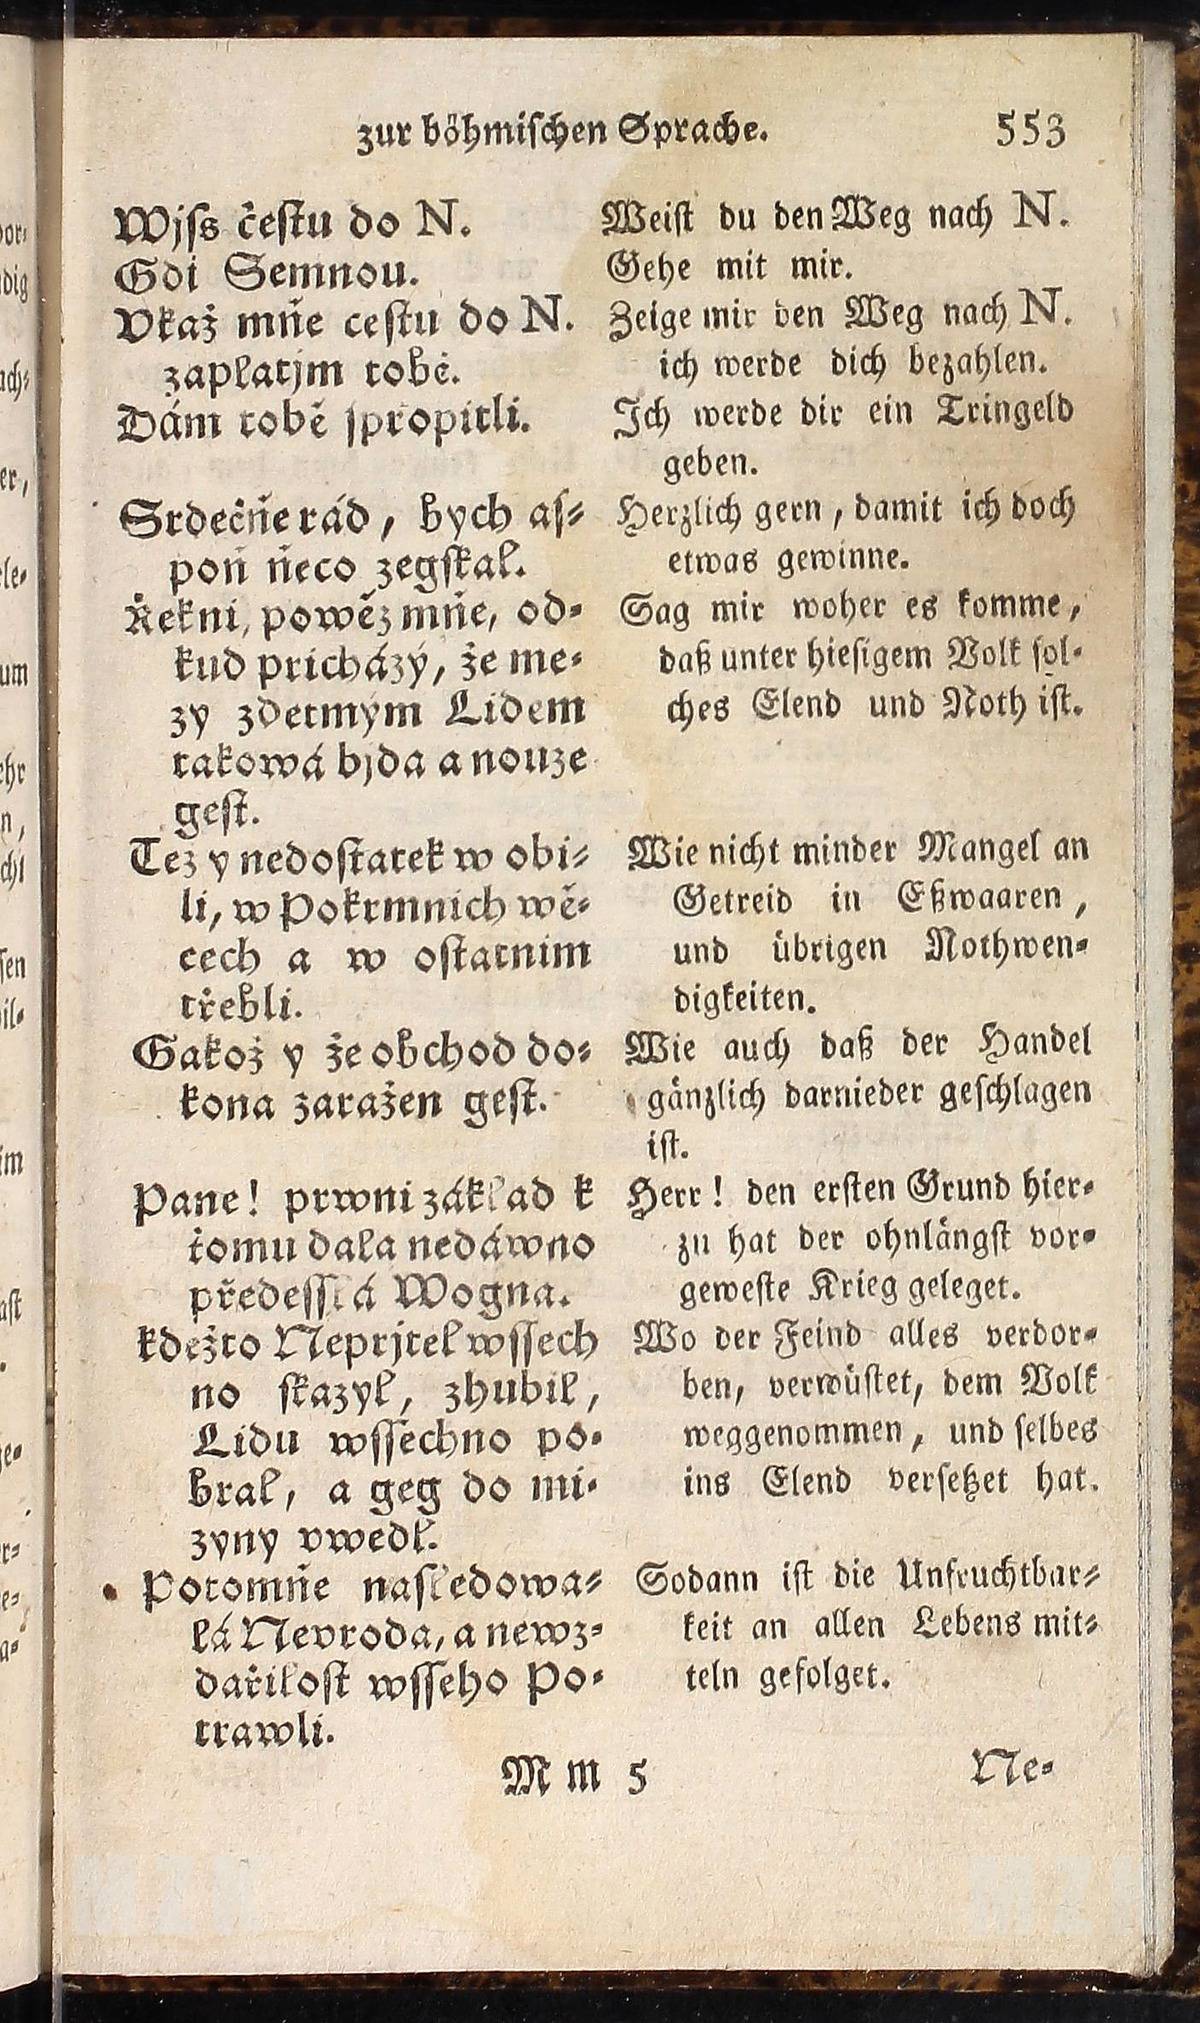 zur böhmischen Sprache. 553
Wjſs čeſtu do N.
Gdi Semnou.
Vkaž mňe ceſtu do N.
zaplatjm tobě.
Dám tobě ſpropitli.
Srdečňe rád, bych aſ⸗
poň ňeco zegſkal.
Řekni, powěz mňe, od⸗
kud pricházý, že me⸗
zy zdetmým Lidem
takowá bjda a nouze
geſt.
Tež y nedoſtatek w obi⸗
li, w Pokrmnich wě⸗
cech a w oſtatnim
třebli.
Gakož y že obchod do⸗
kona zaražen geſt.
Pane! prwni základ k
tomu dala nedáwno
předeſſlá Wogna.
kdežto Neprjtel wſſech
no ſkazyl, zhubil,
Lidu wſſechno po⸗
bral, a geg do mi⸗
zyny vwedl.
Potomňe naſledowa⸗
lá Nevroda, a newz⸗
dařiloſt wſſeho Po⸗
trawli.
Weiſt du den Weg nach N.
Gehe mit mir.
Zeige mir den Weg nach N.
ich werde dich bezahlen.
Ich werde dir ein Tringeld
geben.
Herzlich gern, damit ich doch
etwas gewinne.
Sag mir woher es komme,
daß unter hieſigem Volk ſol⸗
ches Elend und Noth iſt.
Wie nicht minder Mangel an
Getreid in Eßwaaren,
und übrigen Nothwen⸗
digkeiten.
Wie auch daß der Handel
gänzlich darnieder geſchlagen
iſt.
Herr! den erſten Grund hier⸗
zu hat der ohnlängſt vor⸗
geweſte Krieg geleget.
Wo der Feind alles verdor⸗
ben, verwüſtet, dem Volk
weggenommen, und ſelbes
ins Elend verſetzet hat.
Sodann iſt die Unfruchtbar⸗
keit an allen Lebens mit⸗
teln gefolget.
M m 5 Ne⸗